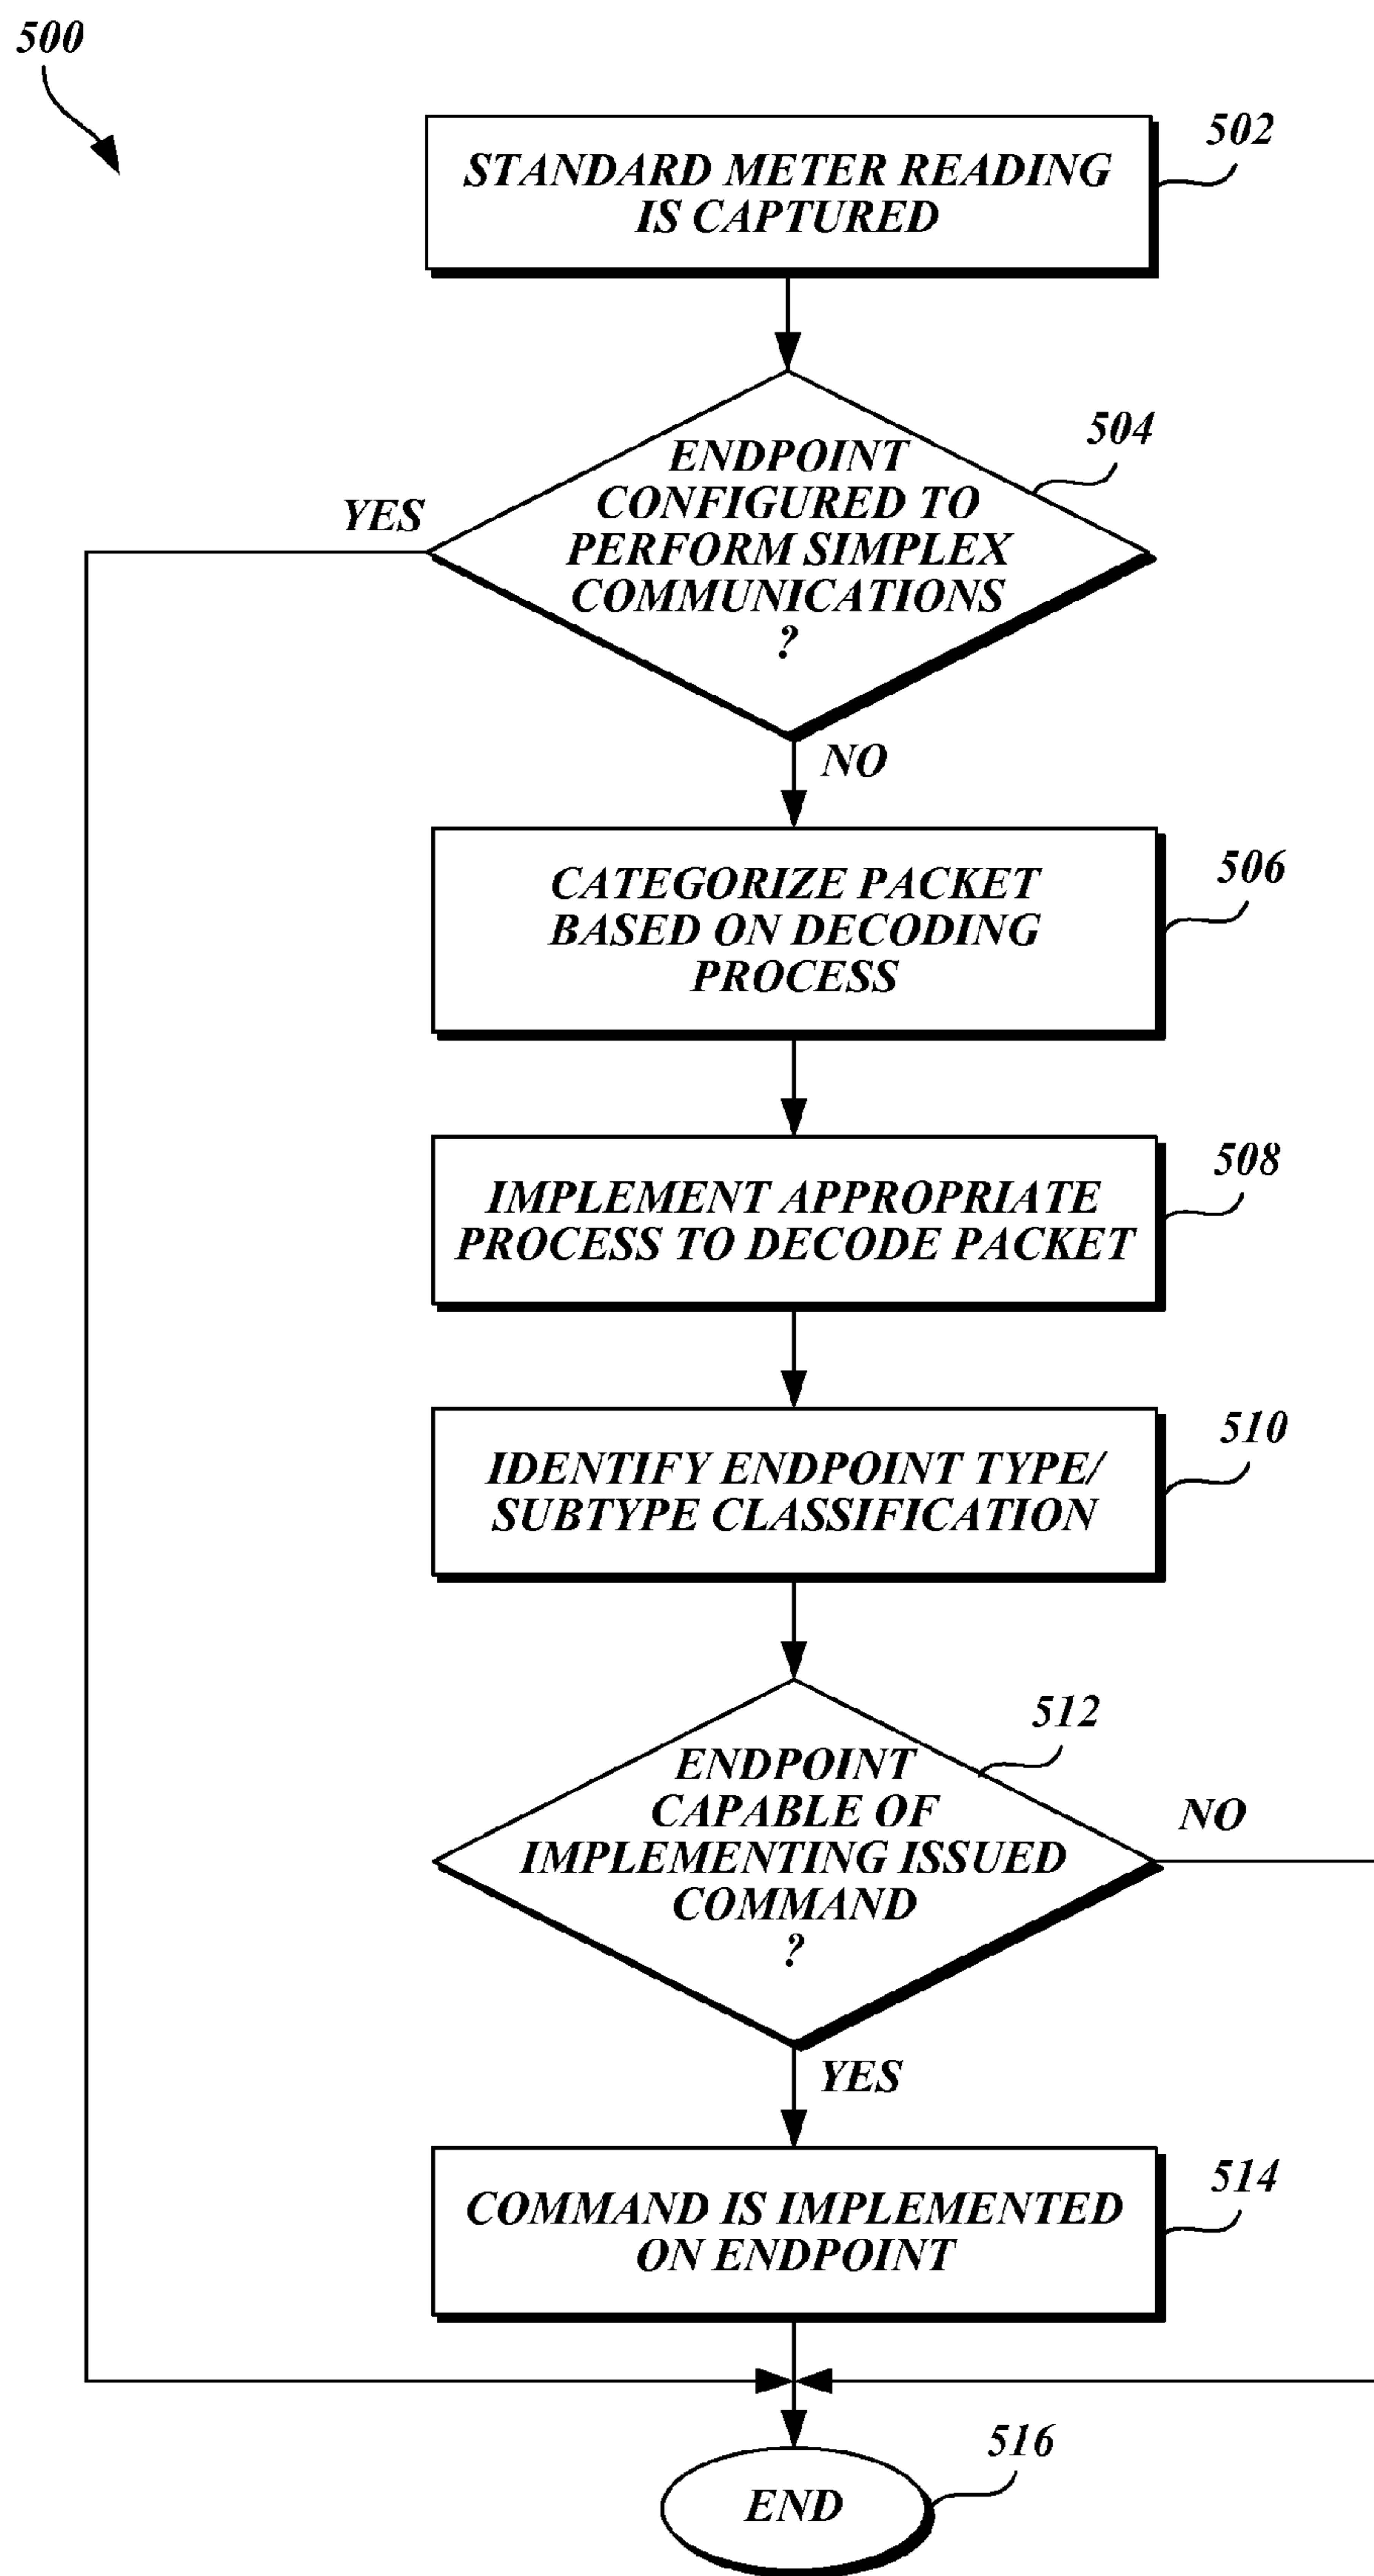 500
502
STANDARD METER READING
IS CAPTURED
504
ENDPOINT
CONFIGURED TO
PERFORM SIMPLEX
COMMUNICATIONS
?
YES
NO
506
CATEGORIZE PACKET
BASED ON DECODING
PROCESS
508
IMPLEMENT APPROPRIATE
PROCESS TO DECODE PACKET
510
IDENTIFY ENDPOINT TYPE/
SUBTYPE CLASSIFICATION
512
ENDPOINT
CAPABLE OF
IMPLEMENTING ISSUED
COMMAND
?
NO
YES
514
COMMAND IS IMPLEMENTED
ON ENDPOINT
516
END